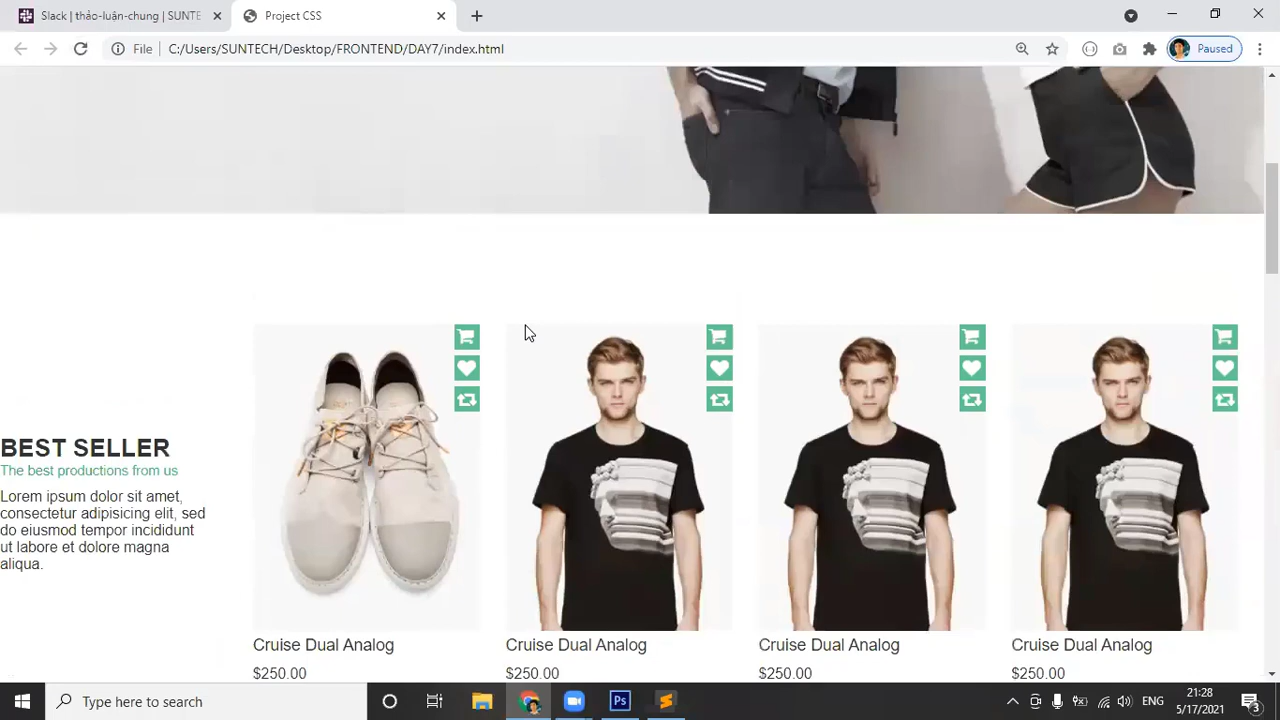 Slack | thảo-luận-chung | SUNTE
Project CSS
File
C:/Users/SUNTECH/Desktop/FRONTEND/DAY7/index.html
Paused
BEST SELLER
The best productions from us
Lorem ipsum dolor sit amet,
consectetur adipisicing elit, sed
do eiusmod tempor incididunt
ut labore et dolore magna
aliqua.
Cruise Dual Analog
$250.00
Cruise Dual Analog
$250.00
Cruise Dual Analog
$250.00
Cruise Dual Analog
$250.00
Type here to search
Ps
ENG
21:28
5/17/2021
3